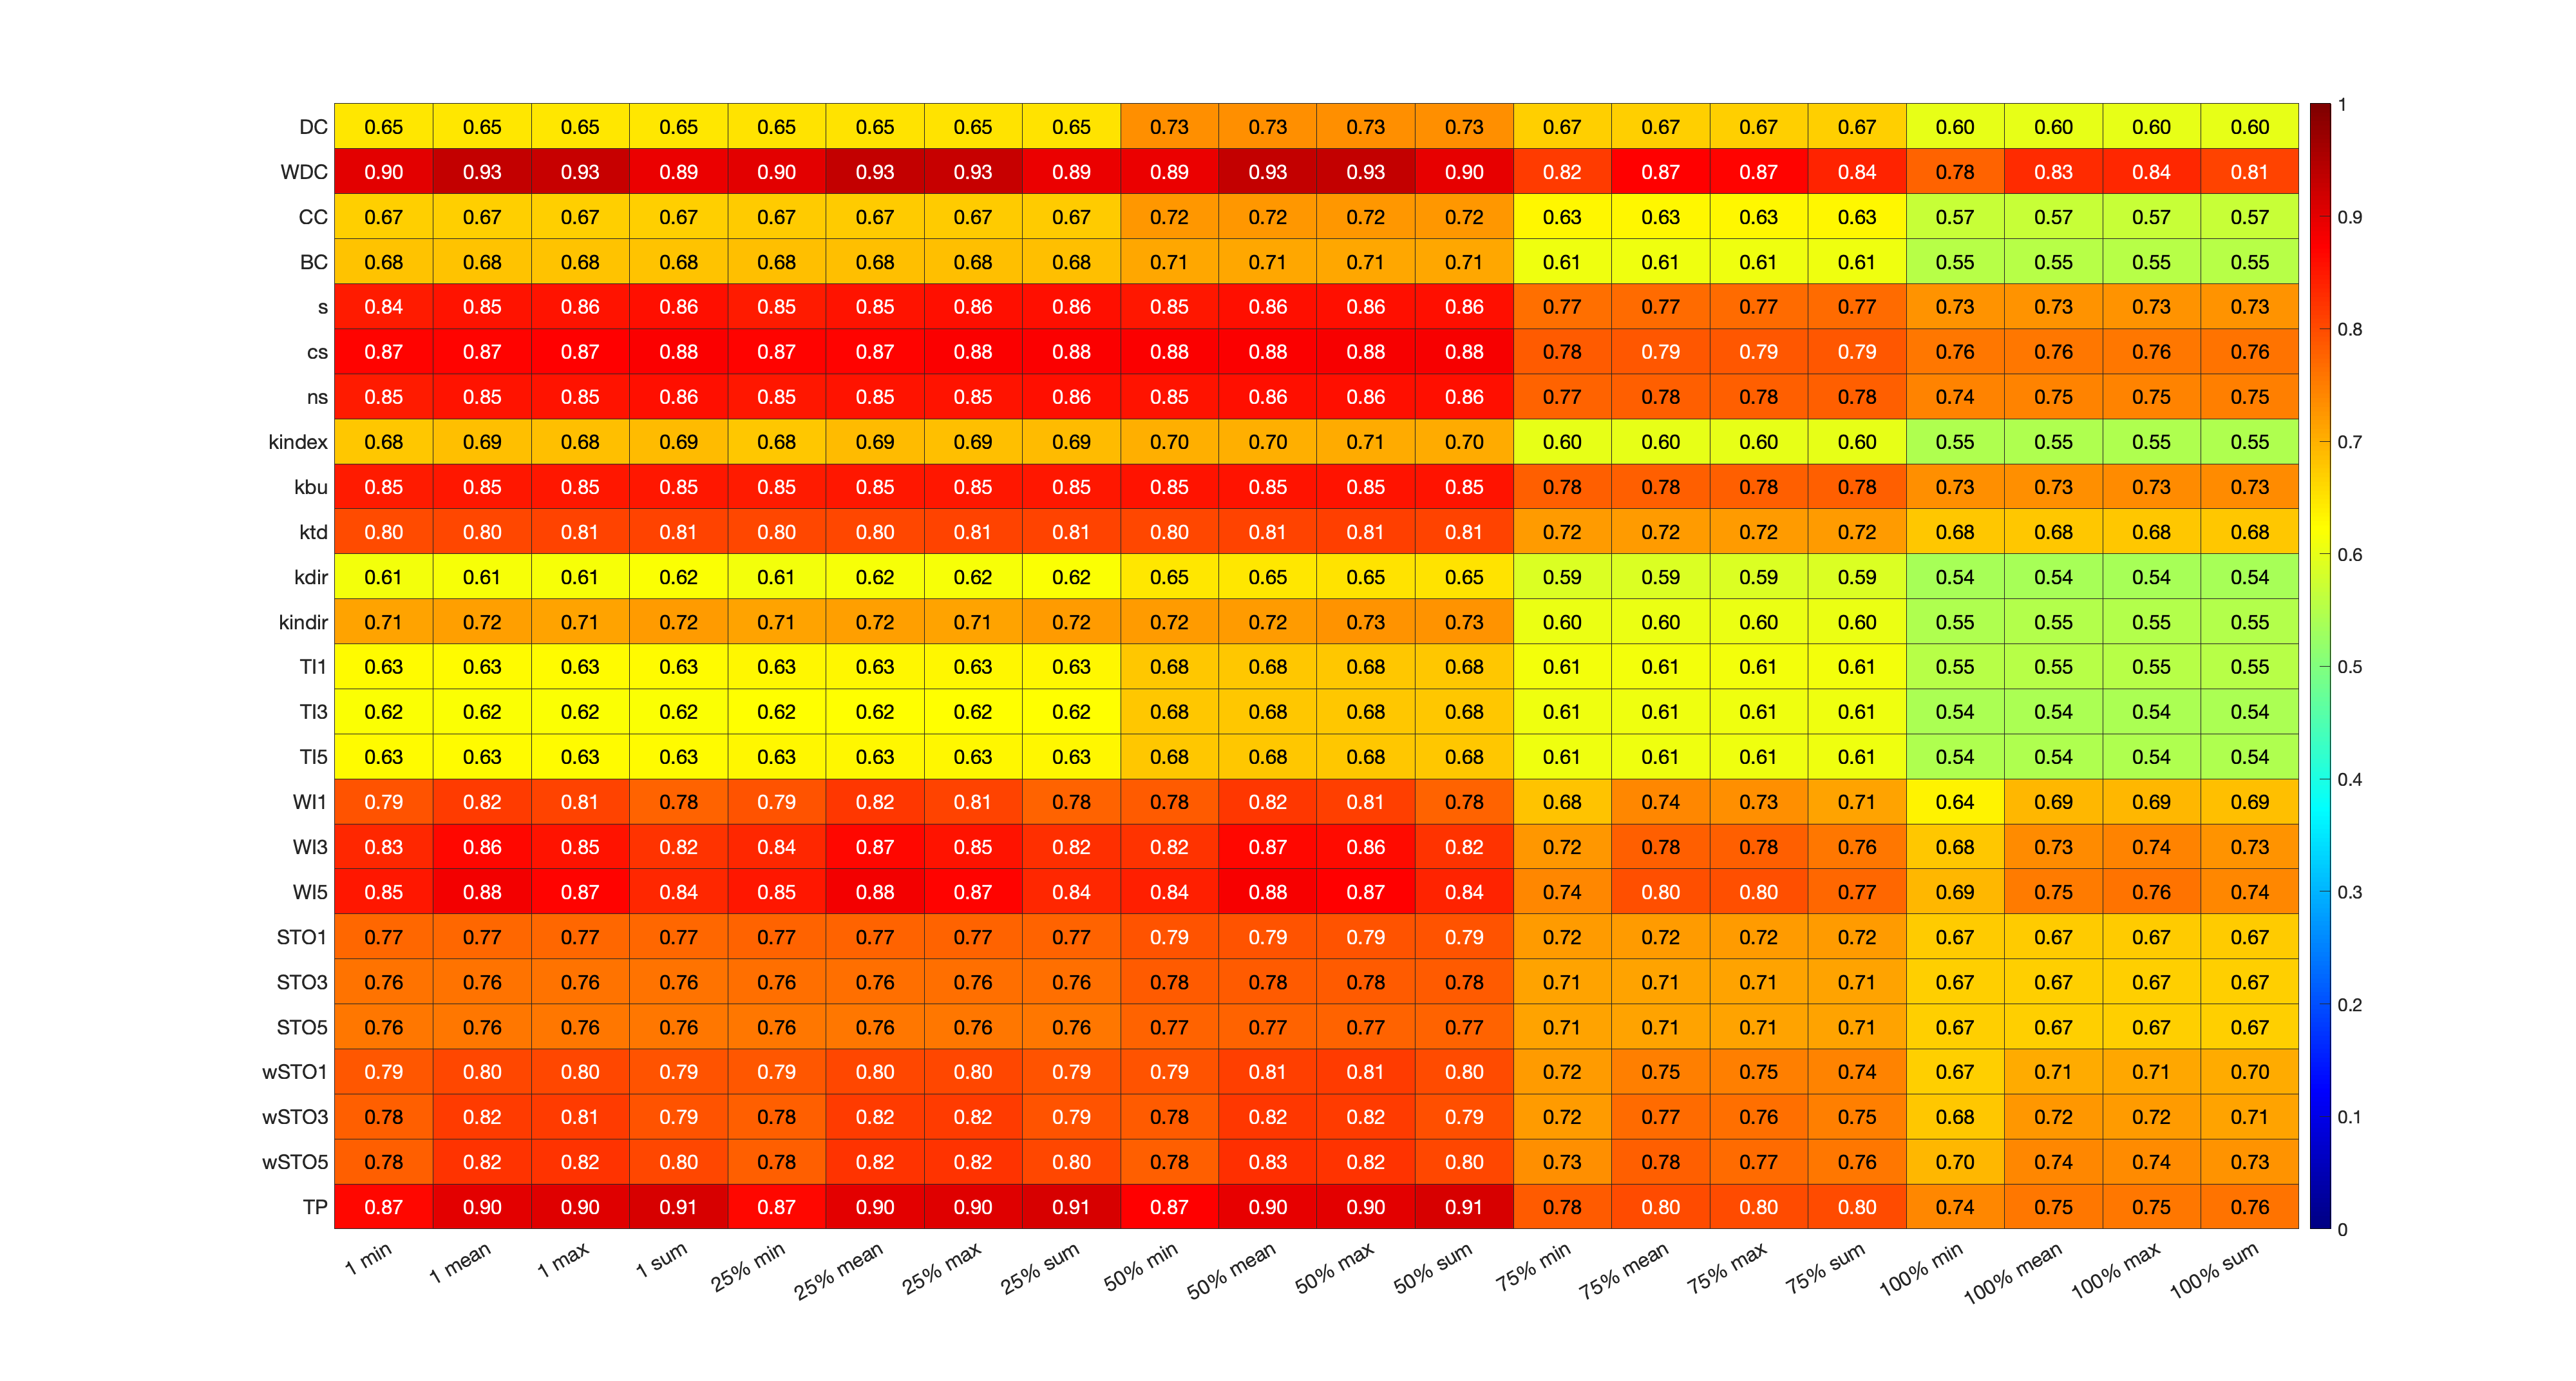 DC 0.65 0.65 0.65 0.65 0.65 0.65 0.65 0.65 0.73 0.73 0.73 0.73 0.67 0.67 0.67 0.67 0.60 0.60 0.60 0.60
WDC 0.90 0.93 0.93 0.89 0.90 0.93 0.93 0.89 0.89 0.93 0.93 0.90 0.82 0.87 0.87 0.84 0.78 0.83 0.84 0.81
CC 0.67 0.67 0.67 0.67 0.67 0.67 0.67 0.67 0.72 0.72 0.72 0.72 0.63 0.63 0.63 0.63 0.57 0.57 0.57 0.57
BC 0.68 0.68 0.68 0.68 0.68 0.68 0.68 0.68 0.71 0.71 0.71 0.71 0.61 0.61 0.61 0.61 0.55 0.55 0.55 0.55
s 0.84 0.85 0.86 0.86 0.85 0.85 0.86 0.86 0.85 0.86 0.86 0.86 0.77 0.77 0.77 0.77 0.73 0.73 0.73 0.73
cs 0.87 0.87 0.87 0.88 0.87 0.87 0.88 0.88 0.88 0.88 0.88 0.88 0.78 0.79 0.79 0.79 0.76 0.76 0.76 0.76
ns 0.85 0.85 0.85 0.86 0.85 0.85 0.85 0.86 0.85 0.86 0.86 0.86 0.77 0.78 0.78 0.78 0.74 0.75 0.75 0.75
kindex 0.68 0.69 0.68 0.69 0.68 0.69 0.69 0.69 0.70 0.70 0.71 0.70 0.60 0.60 0.60 0.60 0.55 0.55 0.55 0.55
kbu 0.85 0.85 0.85 0.85 0.85 0.85 0.85 0.85 0.85 0.85 0.85 0.85 0.78 0.78 0.78 0.78 0.73 0.73 0.73 0.73
ktd 0.80 0.80 0.81 0.81 0.80 0.80 0.81 0.81 0.80 0.81 0.81 0.81 0.72 0.72 0.72 0.72 0.68 0.68 0.68 0.68
kdir 0.61 0.61 0.61 0.62 0.61 0.62 0.62 0.62 0.65 0.65 0.65 0.65 0.59 0.59 0.59 0.59 0.54 0.54 0.54 0.54
kindir 0.71 0.72 0.71 0.72 0.71 0.72 0.71 0.72 0.72 0.72 0.73 0.73 0.60 0.60 0.60 0.60 0.55 0.55 0.55 0.55
TI1 0.63 0.63 0.63 0.63 0.63 0.63 0.63 0.63 0.68 0.68 0.68 0.68 0.61 0.61 0.61 0.61 0.55 0.55 0.55 0.55
TI3 0.62 0.62 0.62 0.62 0.62 0.62 0.62 0.62 0.68 0.68 0.68 0.68 0.61 0.61 0.61 0.61 0.54 0.54 0.54 0.54
TI5 0.63 0.63 0.63 0.63 0.63 0.63 0.63 0.63 0.68 0.68 0.68 0.68 0.61 0.61 0.61 0.61 0.54 0.54 0.54 0.54
WI1 0.79 0.82 0.81 0.78 0.79 0.82 0.81 0.78 0.78 0.82 0.81 0.78 0.68 0.74 0.73 0.71 0.64 0.69 0.69 0.69
WI3 0.83 0.86 0.85 0.82 0.84 0.87 0.85 0.82 0.82 0.87 0.86 0.82 0.72 0.78 0.78 0.76 0.68 0.73 0.74 0.73
WI5 0.85 0.88 0.87 0.84 0.85 0.88 0.87 0.84 0.84 0.88 0.87 0.84 0.74 0.80 0.80 0.77 0.69 0.75 0.76 0.74
STO1 0.77 0.77 0.77 0.77 0.77 0.77 0.77 0.77 0.79 0.79 0.79 0.79 0.72 0.72 0.72 0.72 0.67 0.67 0.67 0.67
STO3 0.76 0.76 0.76 0.76 0.76 0.76 0.76 0.76 0.78 0.78 0.78 0.78 0.71 0.71 0.71 0.71 0.67 0.67 0.67 0.67
STO5 0.76 0.76 0.76 0.76 0.76 0.76 0.76 0.76 0.77 0.77 0.77 0.77 0.71 0.71 0.71 0.71 0.67 0.67 0.67 0.67
wSTO1 0.79 0.80 0.80 0.79 0.79 0.80 0.80 0.79 0.79 0.81 0.81 0.80 0.72 0.75 0.75 0.74 0.67 0.71 0.71 0.70
wSTO3 0.78 0.82 0.81 0.79 0.78 0.82 0.82 0.79 0.78 0.82 0.82 0.79 0.72 0.77 0.76 0.75 0.68 0.72 0.72 0.71
wSTO5 0.78 0.82 0.82 0.80 0.78 0.82 0.82 0.80 0.78 0.83 0.82 0.80 0.73 0.78 0.77 0.76 0.70 0.74 0.74 0.73
TP 0.87 0.90 0.90 0.91 0.87 0.90 0.90 0.91 0.87 0.90 0.90 0.91 0.78 0.80 0.80 0.80 0.74 0.75 0.75 0.76
1 min 1 mean 1 max 1 sum 25% min 25% mean 25% max 25% sum 50% min 50% mean 50% max 50% sum 75% min 75% mean 75% max 75% sum 100% min 100% mean 100% max 100% sum
1
0.9
0.8
0.7
0.6
0.5
0.4
0.3
0.2
0.1
0